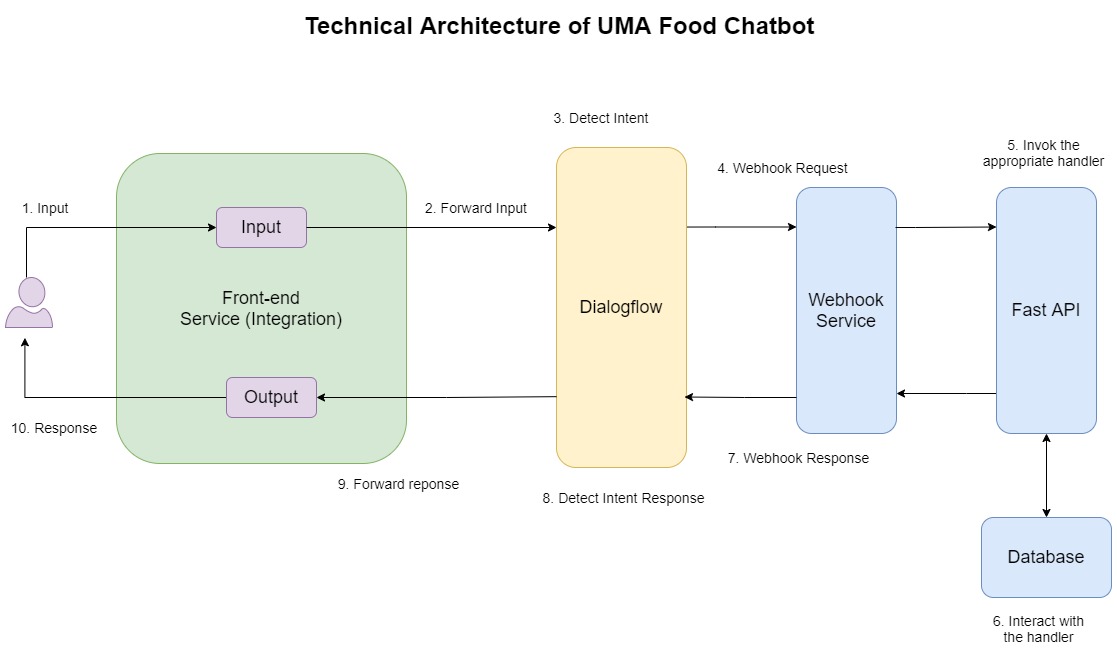 Technical Architecture of UMA Food Chatbot
3. Detect Intent
5. Invok the
appropriate handler
4. Webhook Request
1. Input
2. Forward Input
Input
Front-end
Service (Integration)
Dialogflow
Webhook
Service
Fast API
Output
10. Response
7. Webhook Response
9. Forward reponse
8. Detect Intent Response
Database
6. Interact with
the handler